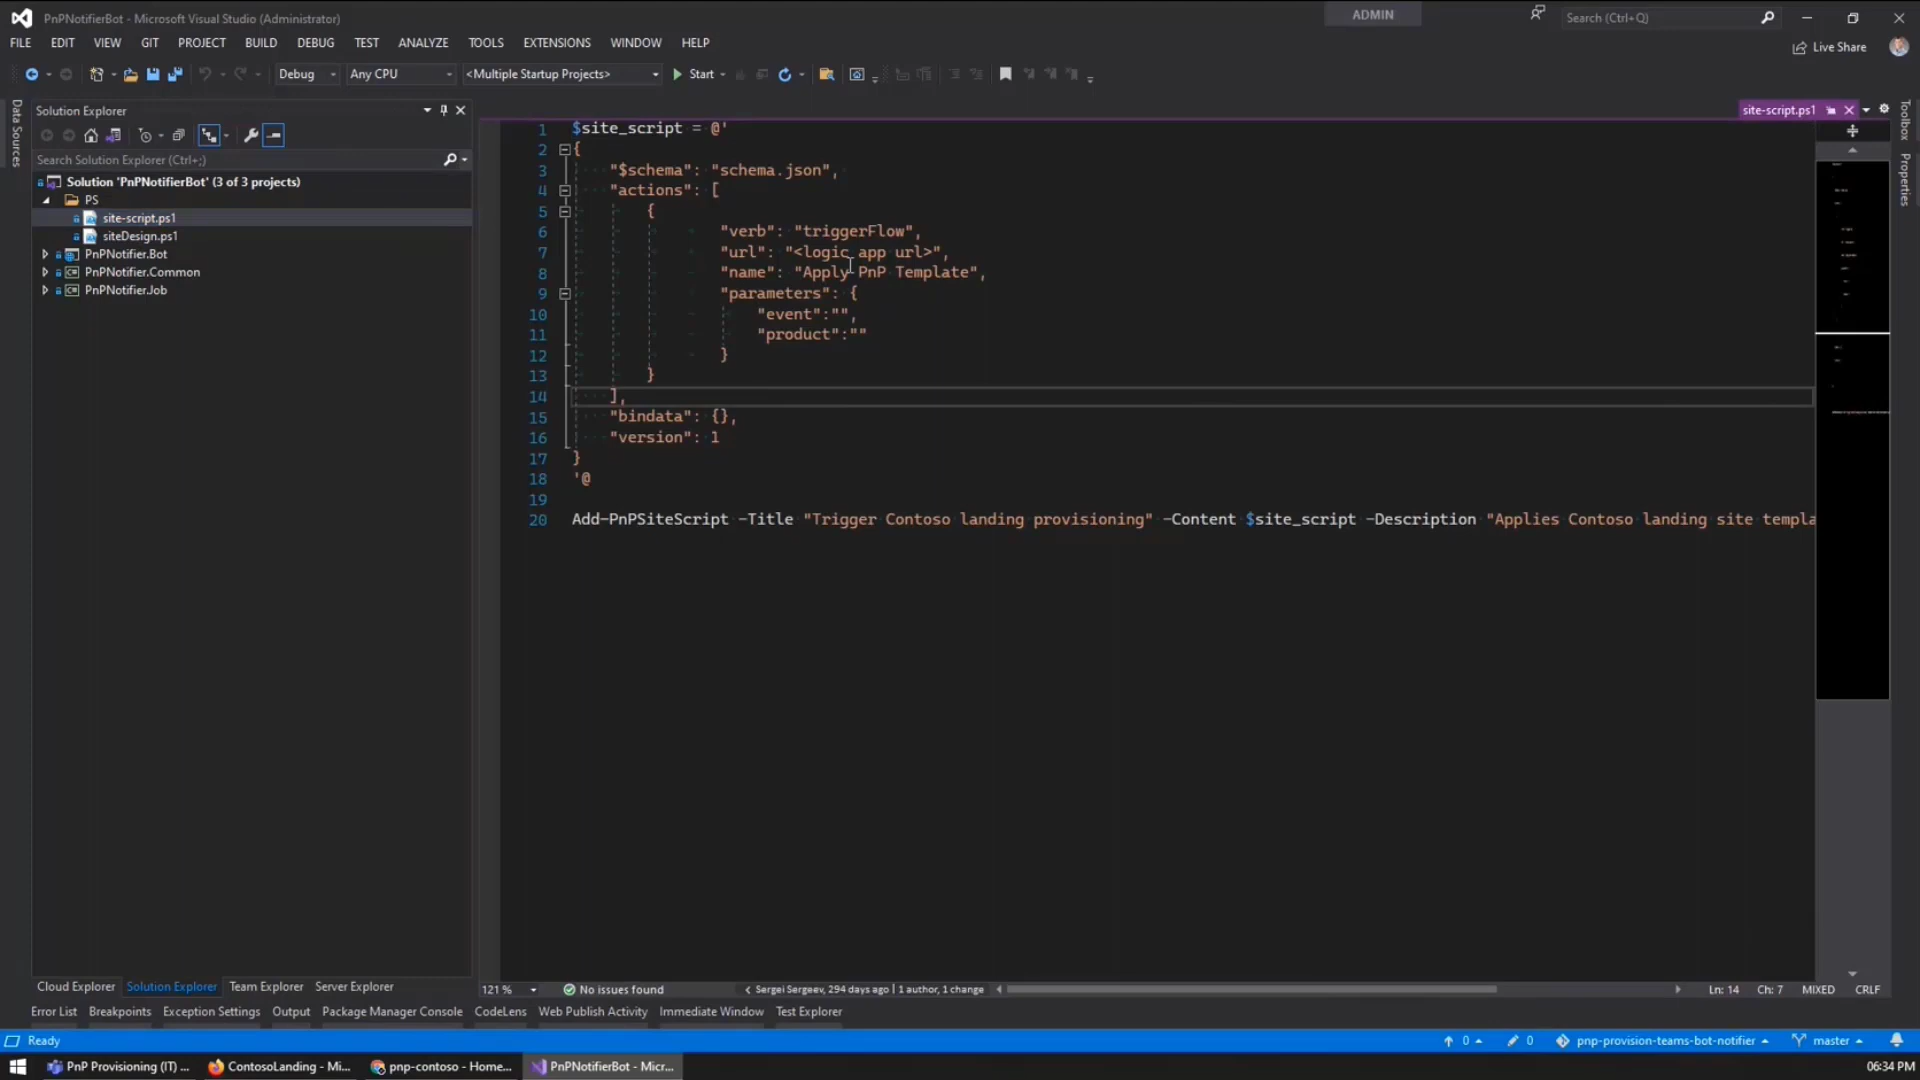 PnPNotifierBot - Microsoft Visual Studio (Administrator)
ADMIN
Search (Ctrl+Q)
FILE EDIT VIEW GIT PROJECT BUILD DEBUG TEST ANALYZE TOOLS EXTENSIONS WINDOW HELP
Live Share
Debug Any CPU <Multiple Startup Projects> Start
Data Sources
Solution Explorer
Search Solution Explorer (Ctrl+;)
Solution 'PnPNotifierBot' (3 of 3 projects)
PS
site-script.ps1
siteDesign.ps1
PnPNotifier.Bot
PnPNotifier.Common
PnPNotifier.Job
site-script.ps1
Toolbox
Properties
1 $site_script = @'
2 {
3 "$schema": "schema.json",
4 "actions": [
5 {
6 "verb": "triggerFlow",
7 "url": "<logic app url>",
8 "name": "Apply PnP Template",
9 "parameters": {
10 "event":"",
11 "product":""
12 }
13 }
14 ],
15 "bindata": {},
16 "version": 1
17 }
18 '@
19
20 Add-PnPSiteScript -Title "Trigger Contoso landing provisioning" -Content $site_script -Description "Applies Contoso landing site templa
Cloud Explorer Solution Explorer Team Explorer Server Explorer
121 % No issues found Sergei Sergeev, 294 days ago | 1 author, 1 change Ln: 14 Ch: 7 MIXED CRLF
Error List Breakpoints Exception Settings Output Package Manager Console CodeLens Web Publish Activity Immediate Window Test Explorer
Ready 0 0 pnp-provision-teams-bot-notifier master
PnP Provisioning (IT) ... ContosoLanding - Mi... pnp-contoso - Home... PnPNotifierBot - Micr... 06:34 PM